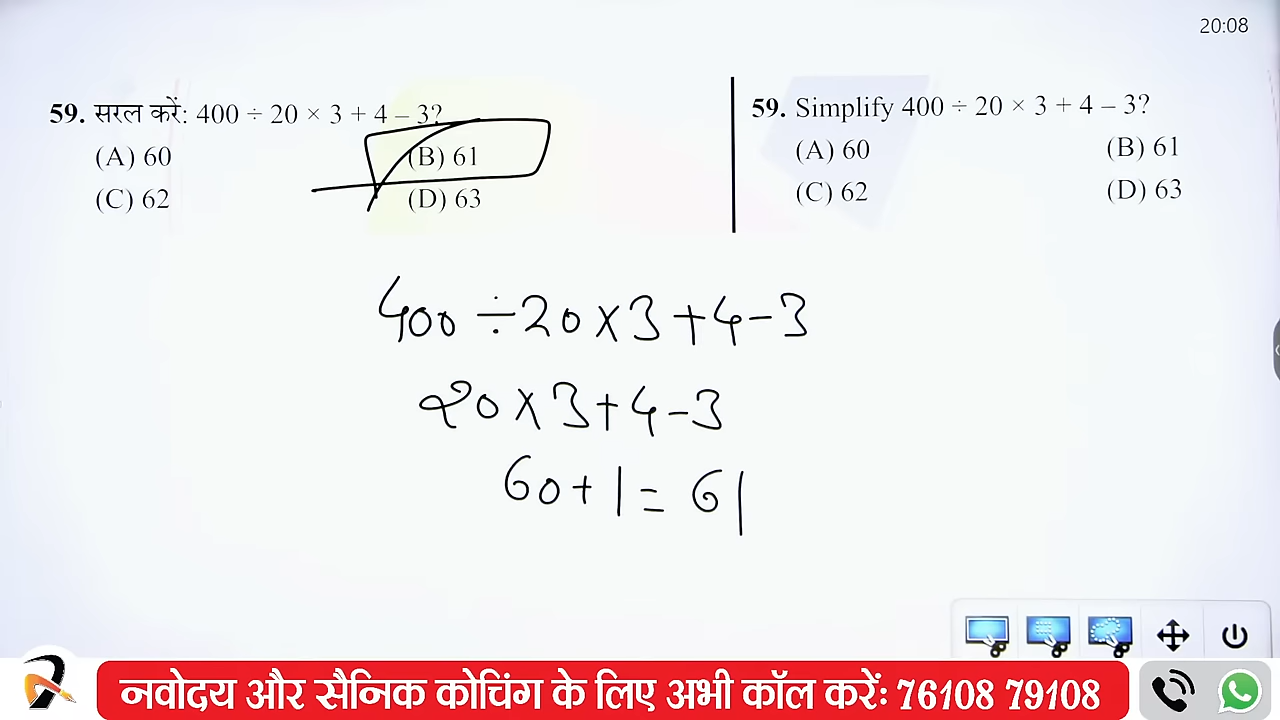 20:08
59. सरल करें: 400 ÷ 20 × 3 + 4 – 3?
(A) 60 (B) 61
(C) 62 (D) 63
59. Simplify 400 ÷ 20 × 3 + 4 – 3?
(A) 60 (B) 61
(C) 62 (D) 63
400 ÷ 20 × 3 + 4 - 3
20 × 3 + 4 - 3
60 + 1 = 61
नवोदय और सैनिक कोचिंग के लिए अभी कॉल करें: 76108 79108